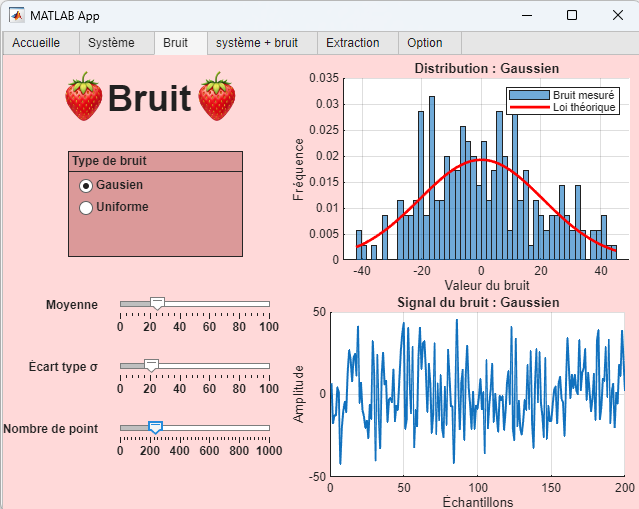 MATLAB App
Accueille Système Bruit système + bruit Extraction Option
Bruit
Type de bruit
Gausien
Uniforme
Moyenne
0 20 40 60 80 100
Écart type σ
0 20 40 60 80 100
Nombre de point
0 200 400 600 800 1000
Distribution : Gaussien
Bruit mesuré
Loi théorique
Fréquence
0.035
0.03
0.025
0.02
0.015
0.01
0.005
0
-40 -20 0 20 40
Valeur du bruit
Signal du bruit : Gaussien
Amplitude
50
0
-50
0 50 100 150 200
Échantillons